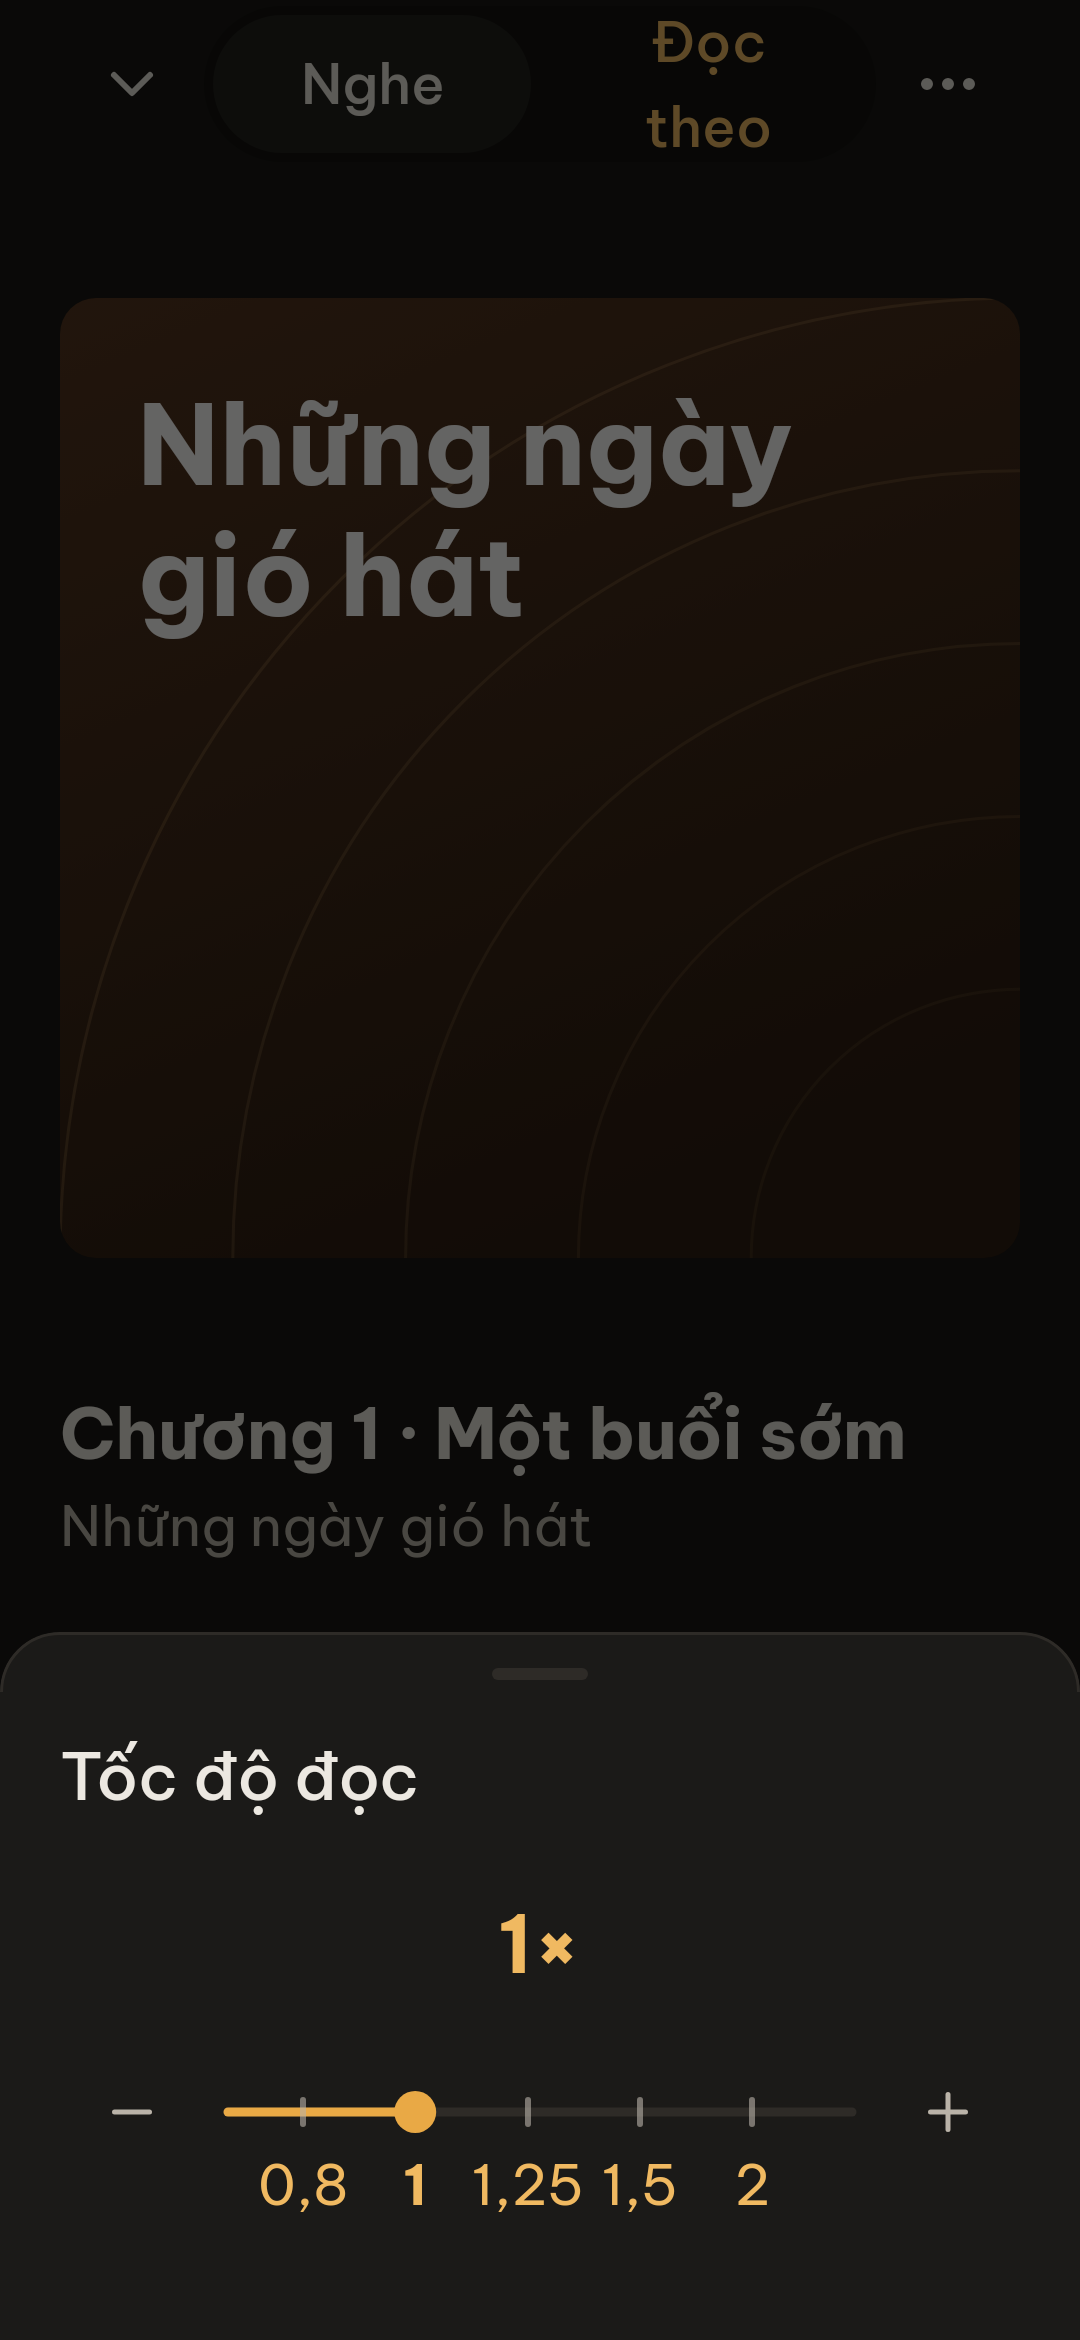 Nghe
Đọc
theo
Những ngày
gió hát
Chương 1 · Một buổi sớm
Những ngày gió hát
Tốc độ đọc
1×
0,8 1 1,25 1,5 2